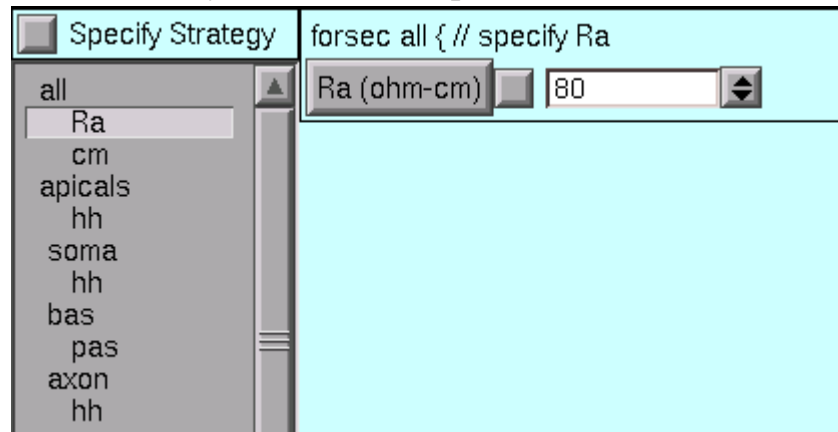 Specify Strategy
forsec all { // specify Ra
Ra (ohm-cm) 80
all
Ra
cm
apicals
hh
soma
hh
bas
pas
axon
hh